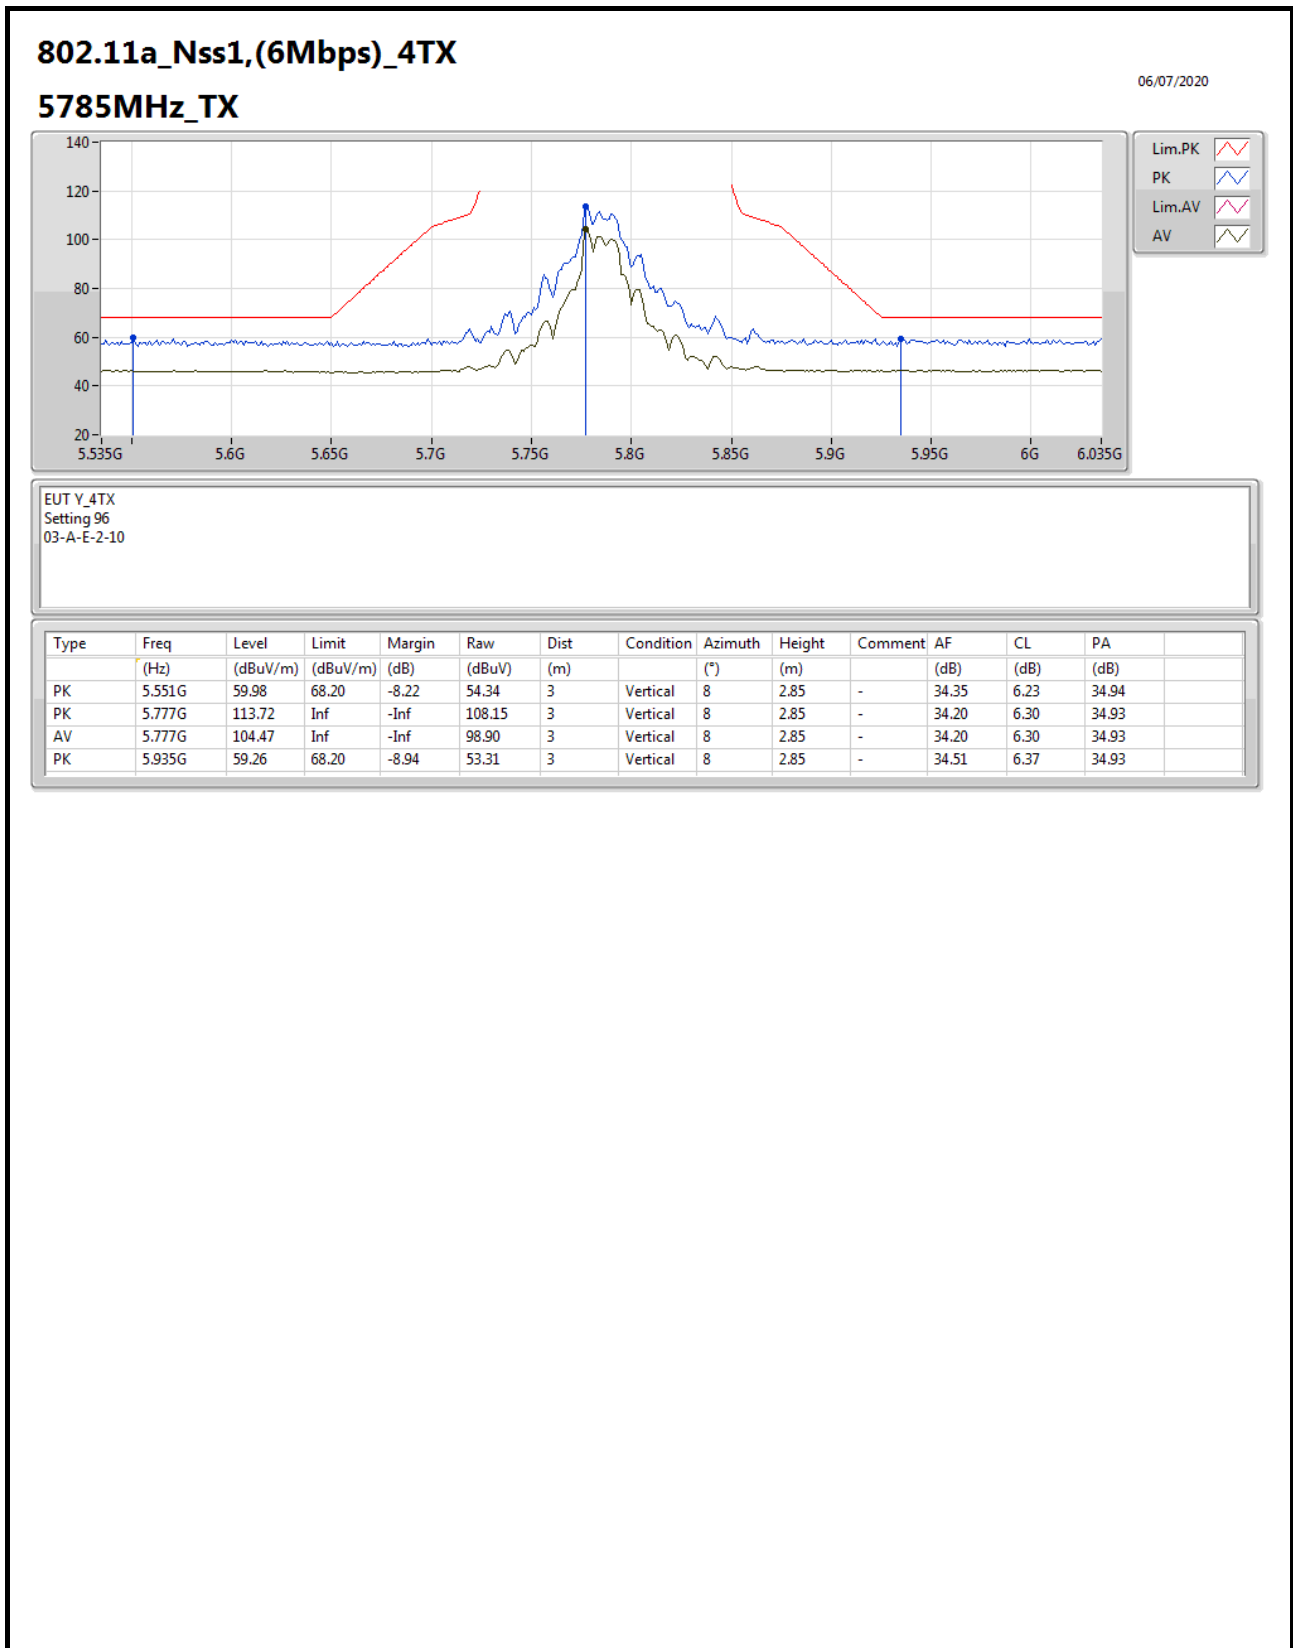 802.11a_Nss1,(6Mbps)_4TX
06/07/2020
5785MHz_TX
140
120
100
80
60
40
20
5.535G 5.6G 5.65G 5.7G 5.75G 5.8G 5.85G 5.9G 5.95G 6G 6.035G
Lim.PK
PK
Lim.AV
AV
EUT Y_4TX
Setting 96
03-A-E-2-10
Type Freq Level Limit Margin Raw Dist Condition Azimuth Height Comment AF CL PA
(Hz) (dBuV/m) (dBuV/m) (dB) (dBuV) (m) (°) (m) (dB) (dB) (dB)
PK 5.551G 59.98 68.20 -8.22 54.34 3 Vertical 8 2.85 - 34.35 6.23 34.94
PK 5.777G 113.72 Inf -Inf 108.15 3 Vertical 8 2.85 - 34.20 6.30 34.93
AV 5.777G 104.47 Inf -Inf 98.90 3 Vertical 8 2.85 - 34.20 6.30 34.93
PK 5.935G 59.26 68.20 -8.94 53.31 3 Vertical 8 2.85 - 34.51 6.37 34.93